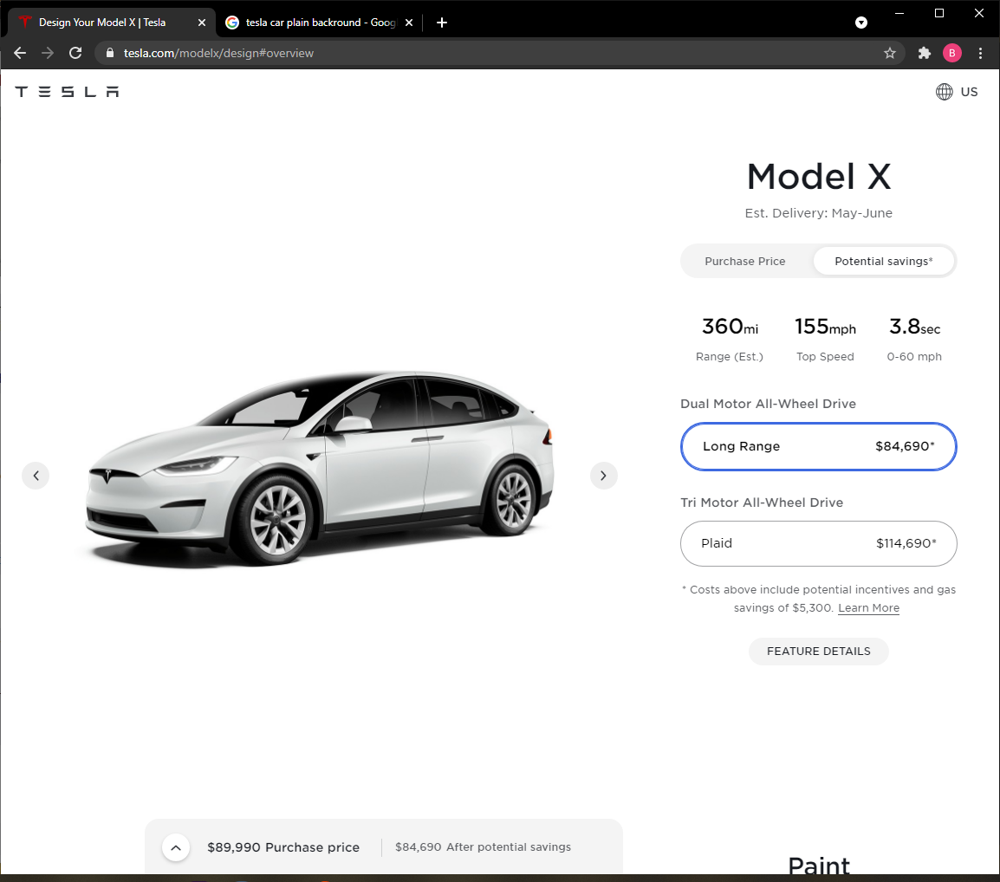 Design Your Model X | Tesla
tesla car plain backround - Goog
tesla.com/modelx/design#overview
B
TESLA
US
Model X
Est. Delivery: May-June
Purchase Price
Potential savings*
360mi
155mph
3.8sec
Range (Est.)
Top Speed
0-60 mph
Dual Motor All-Wheel Drive
Long Range $84,690*
Tri Motor All-Wheel Drive
Plaid $114,690*
* Costs above include potential incentives and gas
savings of $5,300. Learn More
FEATURE DETAILS
$89,990 Purchase price
$84,690 After potential savings
Paint